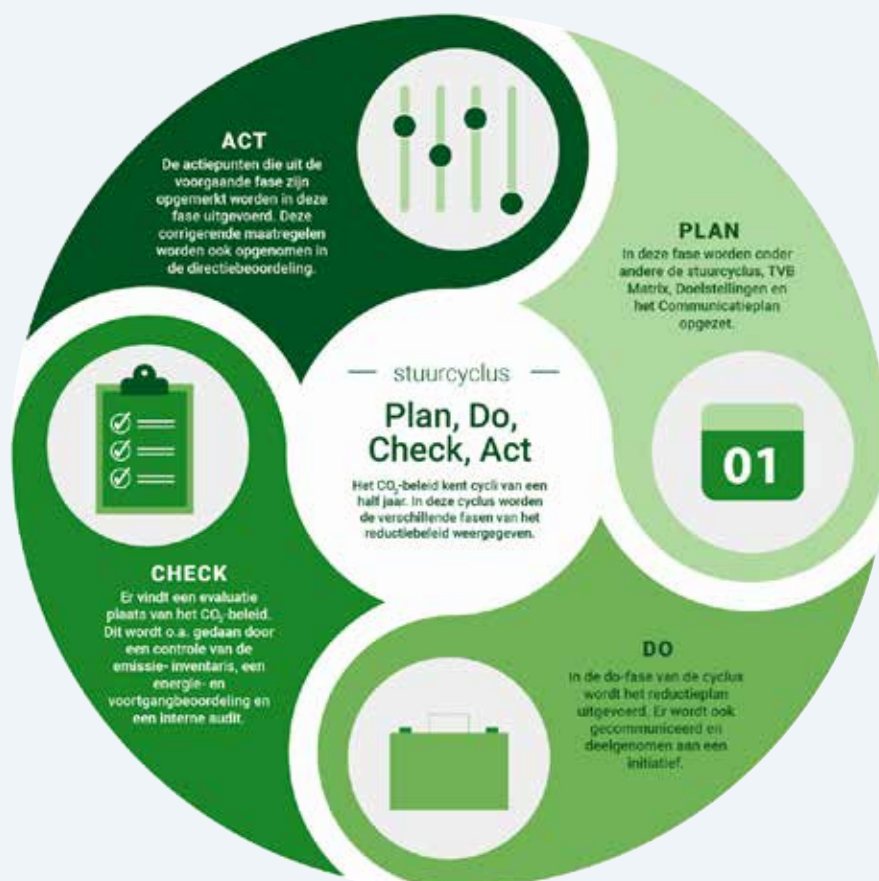 stuurcyclus
Plan, Do,
Check, Act
Het CO₂-beleid kent cycli van een
half jaar. In deze cyclus worden
de verschillende fasen van het
reductiebeleid weergegeven.
PLAN
In deze fase worden onder
andere de stuurcyclus, TVB
Matrix, Doelstellingen en
het Communicatieplan
opgezet.
01
DO
In de do-fase van de cyclus
wordt het reductieplan
uitgevoerd. Er wordt ook
gecommuniceerd en
deelgenomen aan een
initiatief.
CHECK
Er vindt een evaluatie
plaats van het CO₂-beleid.
Dit wordt o.a. gedaan door
een controle van de
emissie- inventaris, een
energie- en
voortgangbeoordeling en
een interne audit.
ACT
De actiepunten die uit de
voorgaande fase zijn
opgemerkt worden in deze
fase uitgevoerd. Deze
corrigerende maatregelen
worden ook opgenomen in
de directiebeoordeling.